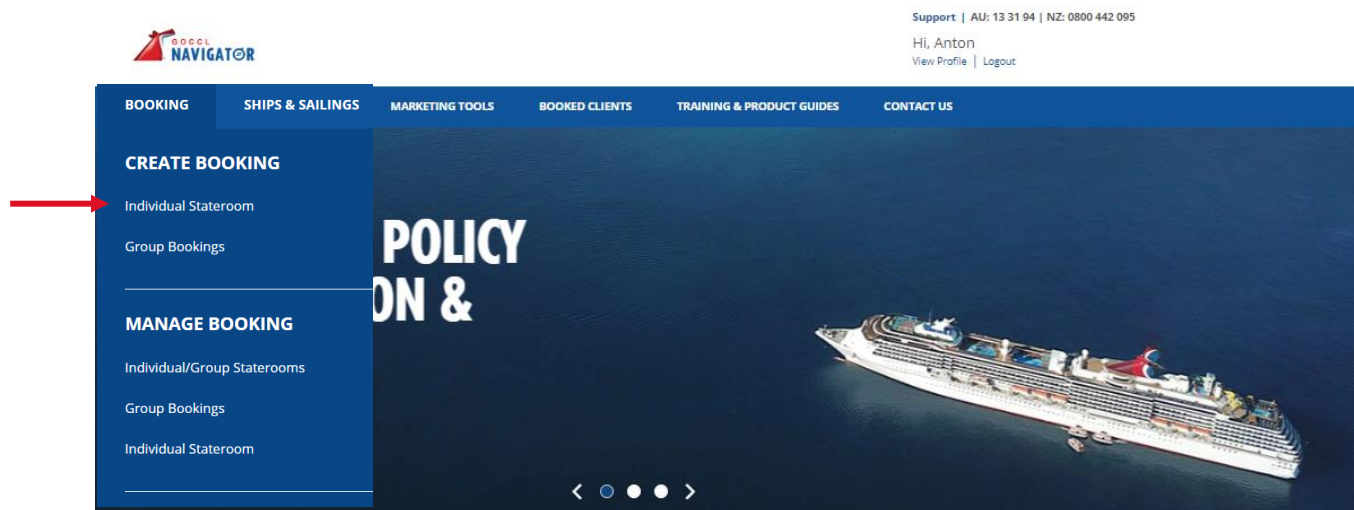 Support | AU: 13 31 94 | NZ: 0800 442 095
GOCCL
NAVIGATOR
Hi, Anton
View Profile | Logout
BOOKING SHIPS & SAILINGS MARKETING TOOLS BOOKED CLIENTS TRAINING & PRODUCT GUIDES CONTACT US
CREATE BOOKING
Individual Stateroom
Group Bookings
POLICY
ON &
MANAGE BOOKING
Individual/Group Staterooms
Group Bookings
Individual Stateroom